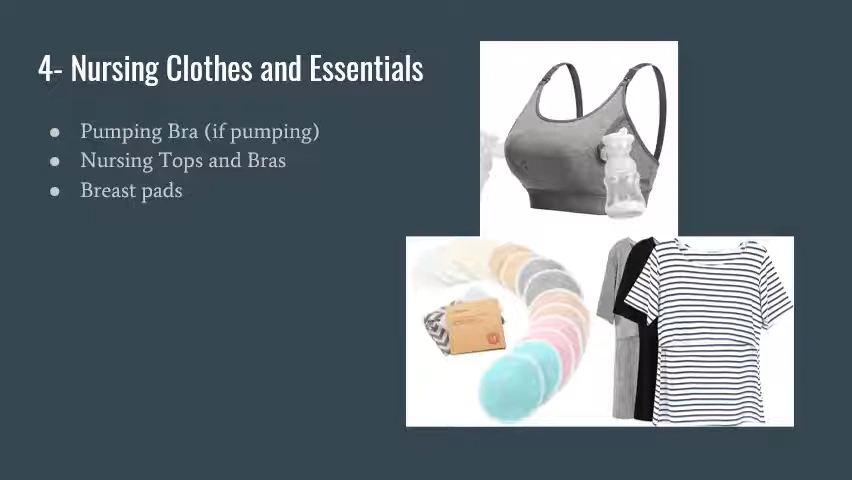 4- Nursing Clothes and Essentials
● Pumping Bra (if pumping)
● Nursing Tops and Bras
● Breast pads